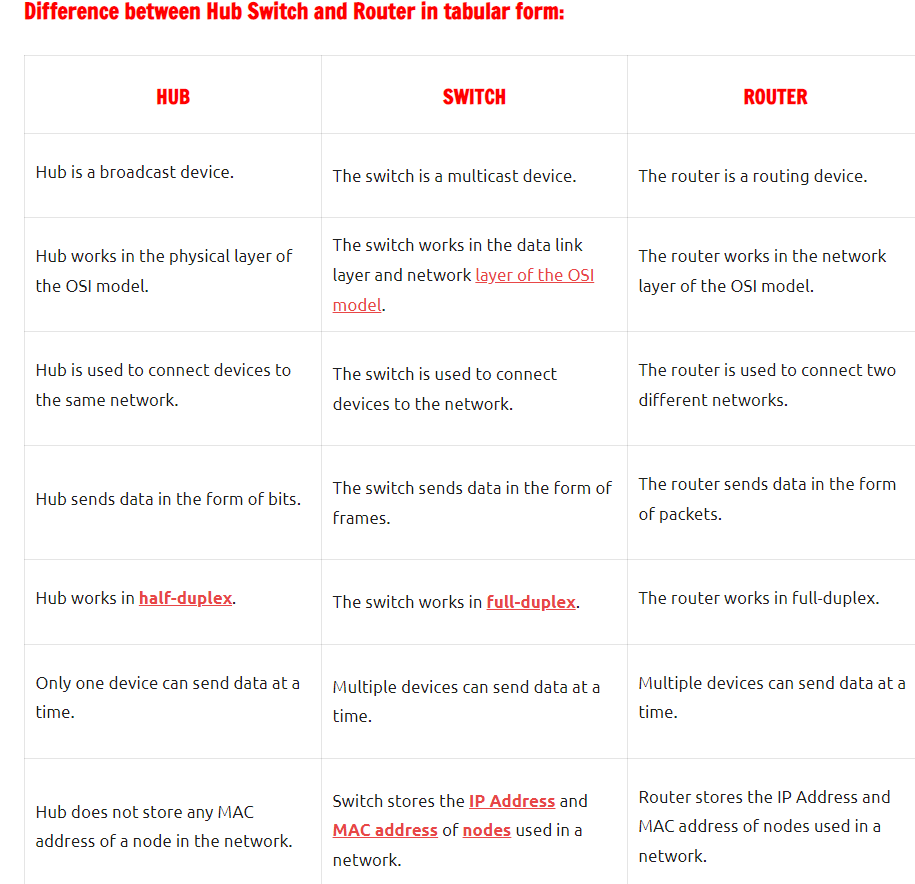 Difference between Hub Switch and Router in tabular form:
HUB
SWITCH
ROUTER
Hub is a broadcast device.
The switch is a multicast device.
The router is a routing device.
Hub works in the physical layer of
the OSI model.
The switch works in the data link
layer and network layer of the OSI
model.
The router works in the network
layer of the OSI model.
Hub is used to connect devices to
the same network.
The switch is used to connect
devices to the network.
The router is used to connect two
different networks.
Hub sends data in the form of bits.
The switch sends data in the form of
frames.
The router sends data in the form
of packets.
Hub works in half-duplex.
The switch works in full-duplex.
The router works in full-duplex.
Only one device can send data at a
time.
Multiple devices can send data at a
time.
Multiple devices can send data at a
time.
Hub does not store any MAC
address of a node in the network.
Switch stores the IP Address and
MAC address of nodes used in a
network.
Router stores the IP Address and
MAC address of nodes used in a
network.